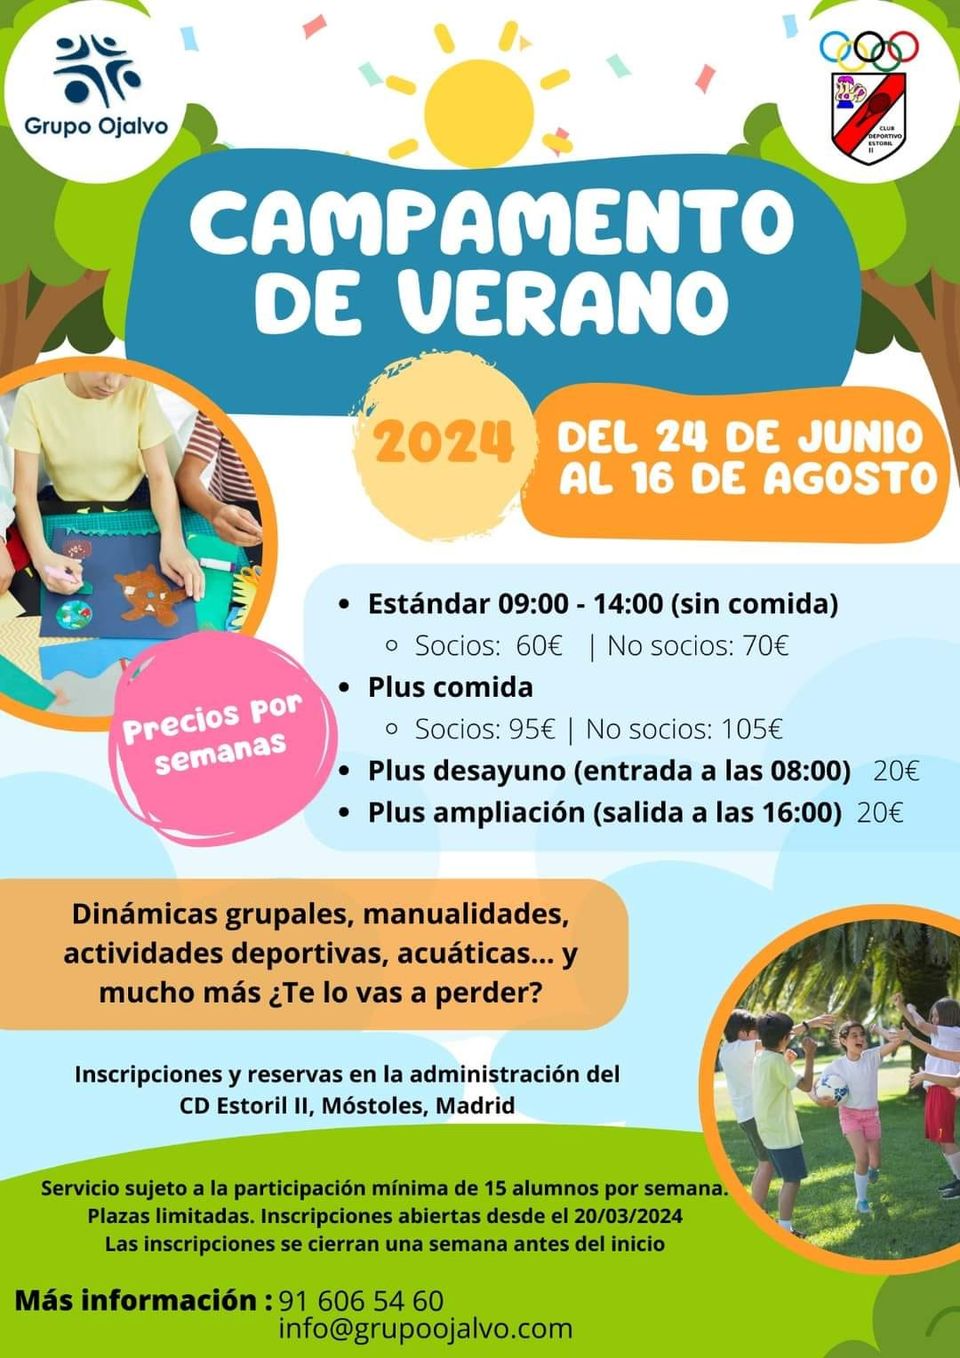 Grupo Ojalvo
CLUB
DEPORTIVO
ESTORIL
II
CAMPAMENTO
DE VERANO
2024
DEL 24 DE JUNIO
AL 16 DE AGOSTO
• Estándar 09:00 - 14:00 (sin comida)
◦ Socios: 60€ | No socios: 70€
• Plus comida
◦ Socios: 95€ | No socios: 105€
• Plus desayuno (entrada a las 08:00) 20€
• Plus ampliación (salida a las 16:00) 20€
Precios por
semanas
Dinámicas grupales, manualidades,
actividades deportivas, acuáticas... y
mucho más ¿Te lo vas a perder?
Inscripciones y reservas en la administración del
CD Estoril II, Móstoles, Madrid
Servicio sujeto a la participación mínima de 15 alumnos por semana.
Plazas limitadas. Inscripciones abiertas desde el 20/03/2024
Las inscripciones se cierran una semana antes del inicio
Más información : 91 606 54 60
info@grupoojalvo.com